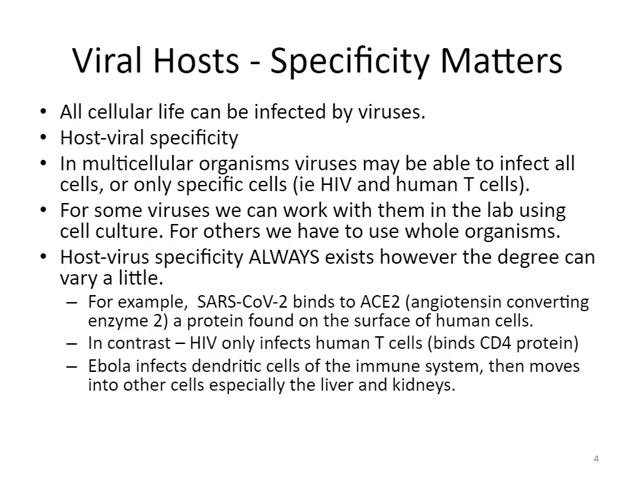 Viral Hosts - Specificity Matters
• All cellular life can be infected by viruses.
• Host-viral specificity
• In multicellular organisms viruses may be able to infect all
cells, or only specific cells (ie HIV and human T cells).
• For some viruses we can work with them in the lab using
cell culture. For others we have to use whole organisms.
• Host-virus specificity ALWAYS exists however the degree can
vary a little.
– For example,  SARS-CoV-2 binds to ACE2 (angiotensin converting
enzyme 2) a protein found on the surface of human cells.
– In contrast – HIV only infects human T cells (binds CD4 protein)
– Ebola infects dendritic cells of the immune system, then moves
into other cells especially the liver and kidneys.
4